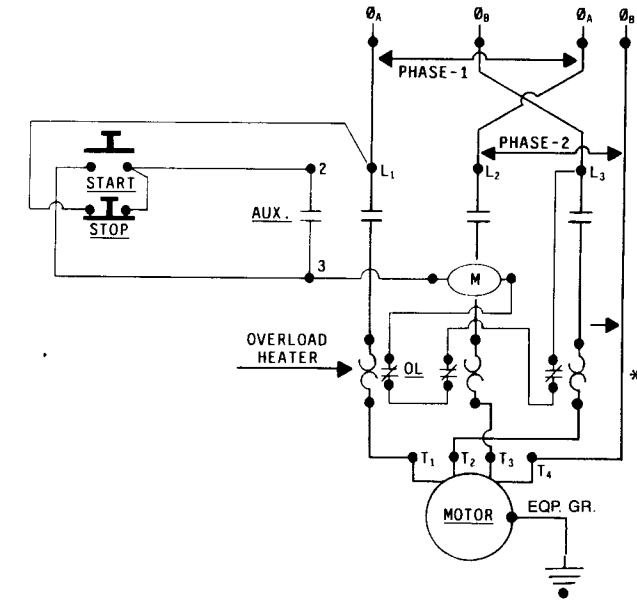 ØA ØB ØA ØB
PHASE-1
PHASE-2
START
2
L1
L2
L3
AUX.
STOP
3
M
OVERLOAD
HEATER
OL
*
T1 T2 T3 T4
MOTOR
EQP. GR.